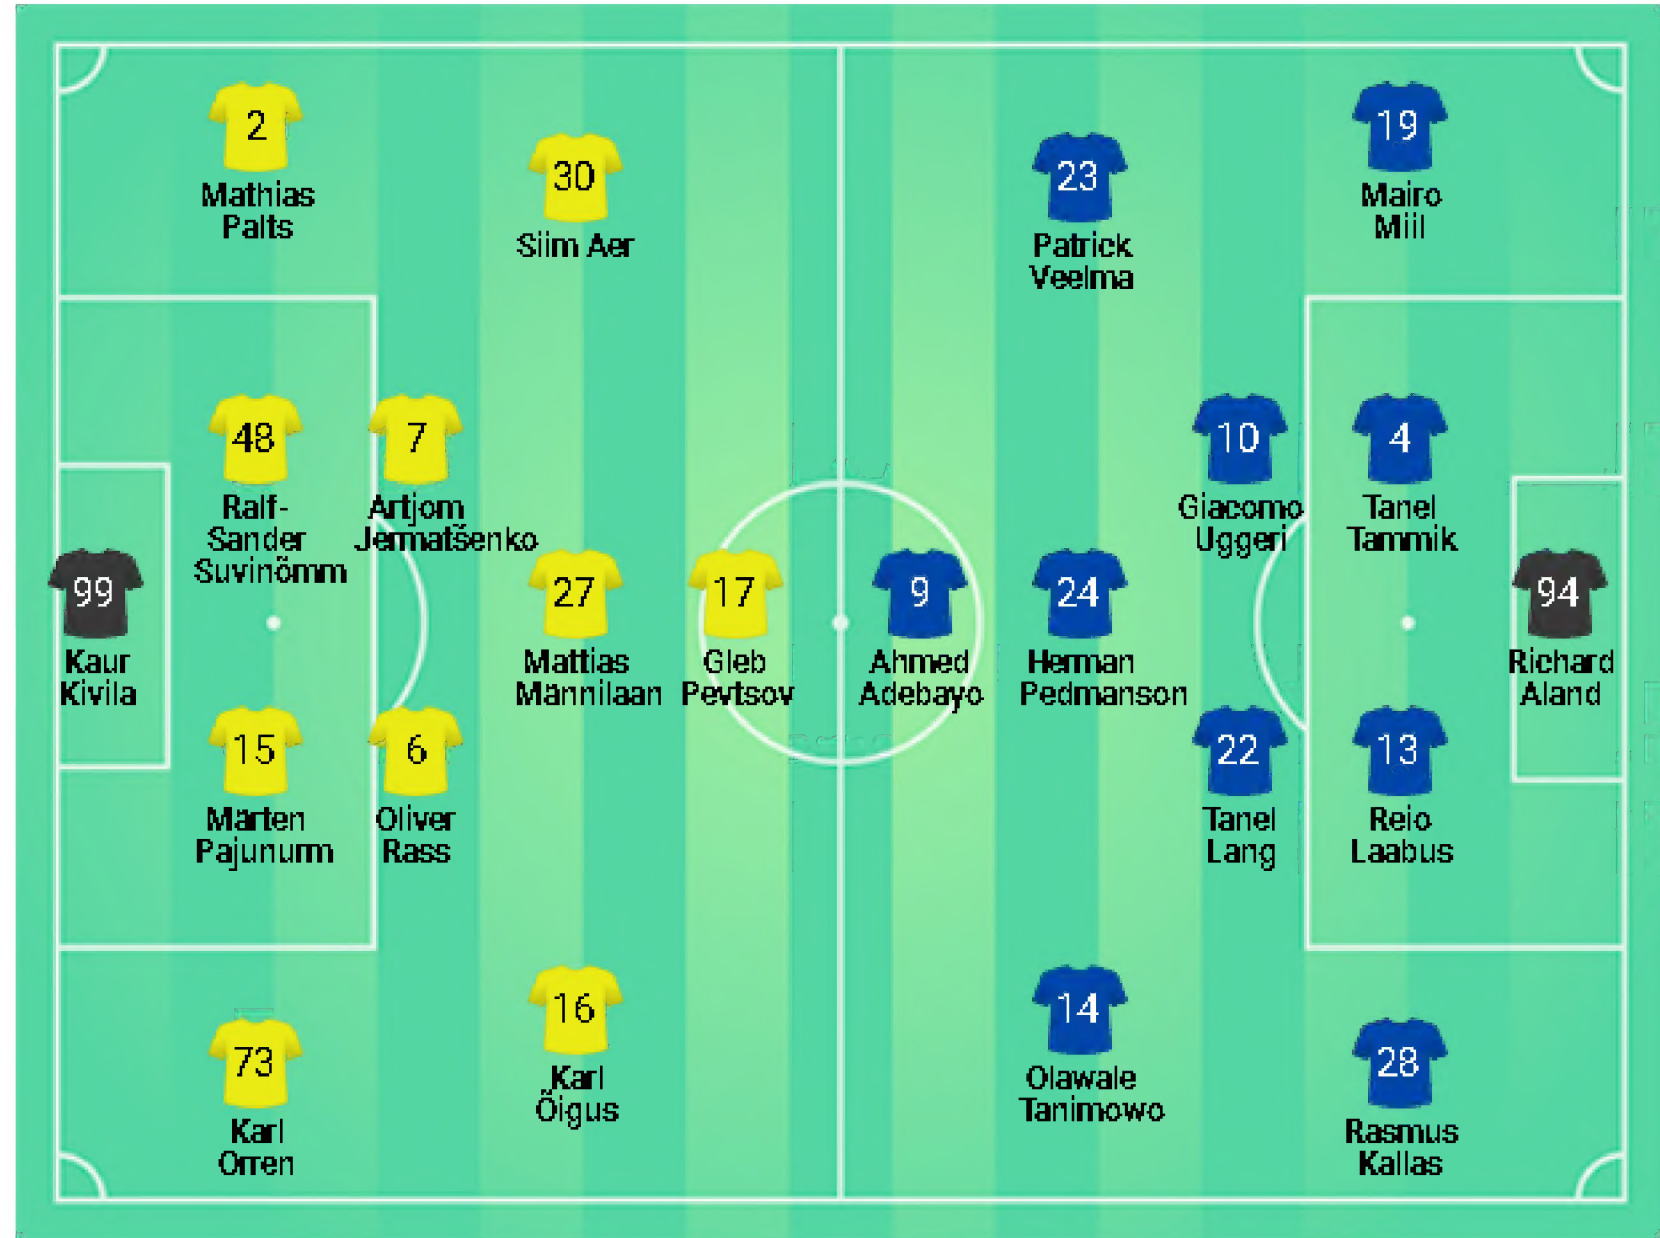 2
Mathias
Palts
30
Siim Aer
23
Patrick
Veelma
19
Mairo
Miil
48
Ralf-
Sander
Suvinõmm
7
Artjom
Jermatšenko
10
Giacomo
Uggeri
4
Tanel
Tammik
99
Kaur
Kivila
27
Mattias
Männilaan
17
Gleb
Pevtsov
9
Ahmed
Adebayo
24
Herman
Pedmanson
94
Richard
Aland
15
Märten
Pajunurm
6
Oliver
Rass
22
Tanel
Lang
13
Reio
Laabus
73
Karl
Orren
16
Karl
Õigus
14
Olawale
Tanimowo
28
Rasmus
Kallas